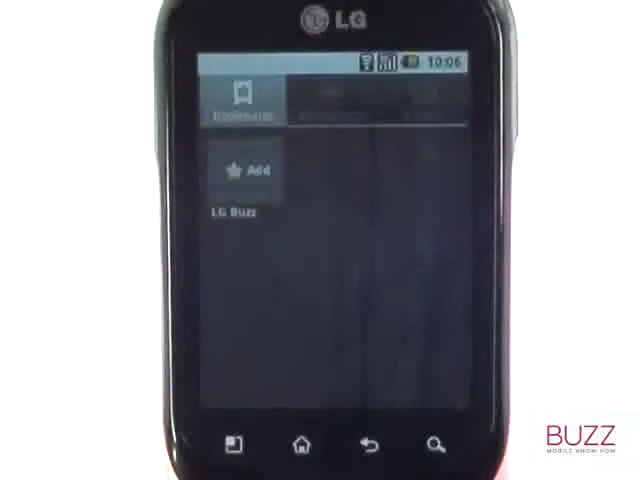 LG
10:06
Bookmarks
Add
LG Buzz
BUZZ
MOBILE KNOW HOW